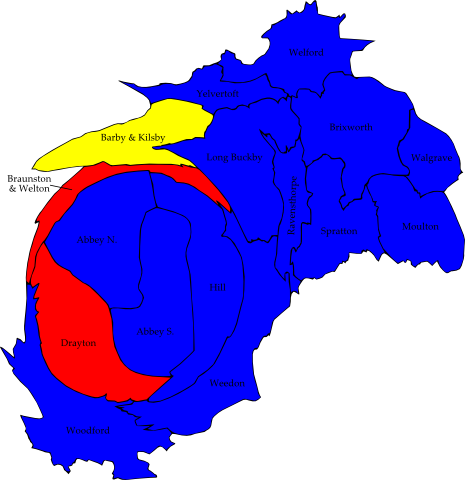 Welford
Yelvertoft
Barby & Kilsby
Brixworth
Long Buckby
Walgrave
Braunston
& Welton
Ravensthorpe
Spratton
Moulton
Abbey N.
Hill
Abbey S.
Drayton
Weedon
Woodford